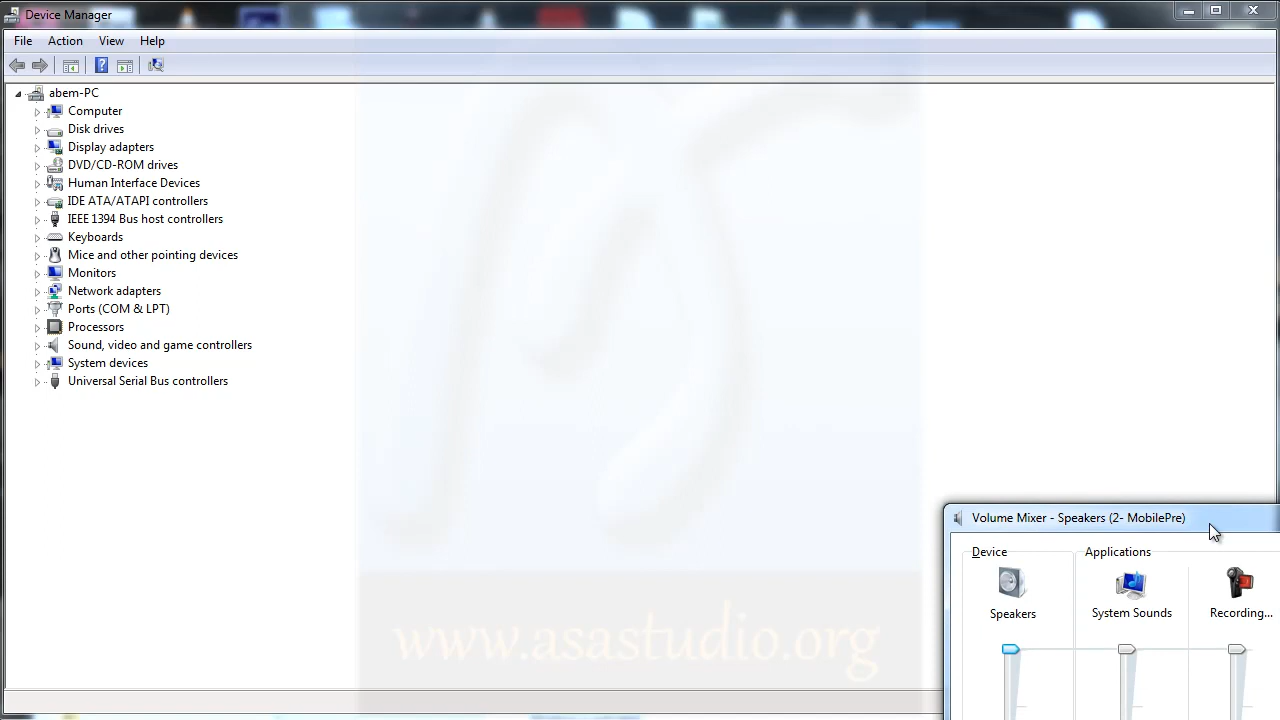 Device Manager
File Action View Help
abem-PC
Computer
Disk drives
Display adapters
DVD/CD-ROM drives
Human Interface Devices
IDE ATA/ATAPI controllers
IEEE 1394 Bus host controllers
Keyboards
Mice and other pointing devices
Monitors
Network adapters
Ports (COM & LPT)
Processors
Sound, video and game controllers
System devices
Universal Serial Bus controllers
Volume Mixer - Speakers (2- MobilePre)
Device Applications
Speakers System Sounds Recording...
www.asastudio.org